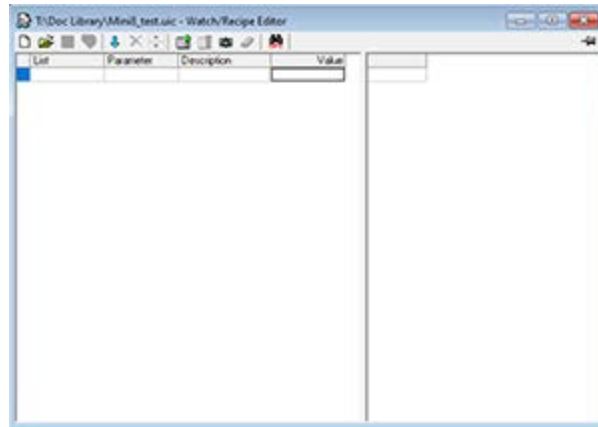 T:\Doc Library\Mini8_test.uic - Watch/Recipe Editor
List Parameter Description Value